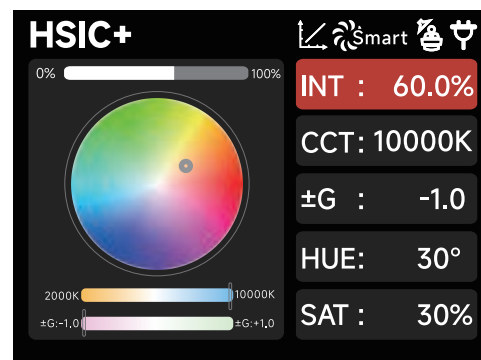 HSIC+ Smart
0% 100%
INT : 60.0%
CCT: 10000K
±G : -1.0
HUE: 30°
2000K 10000K
±G:-1.0 ±G:+1.0
SAT : 30%